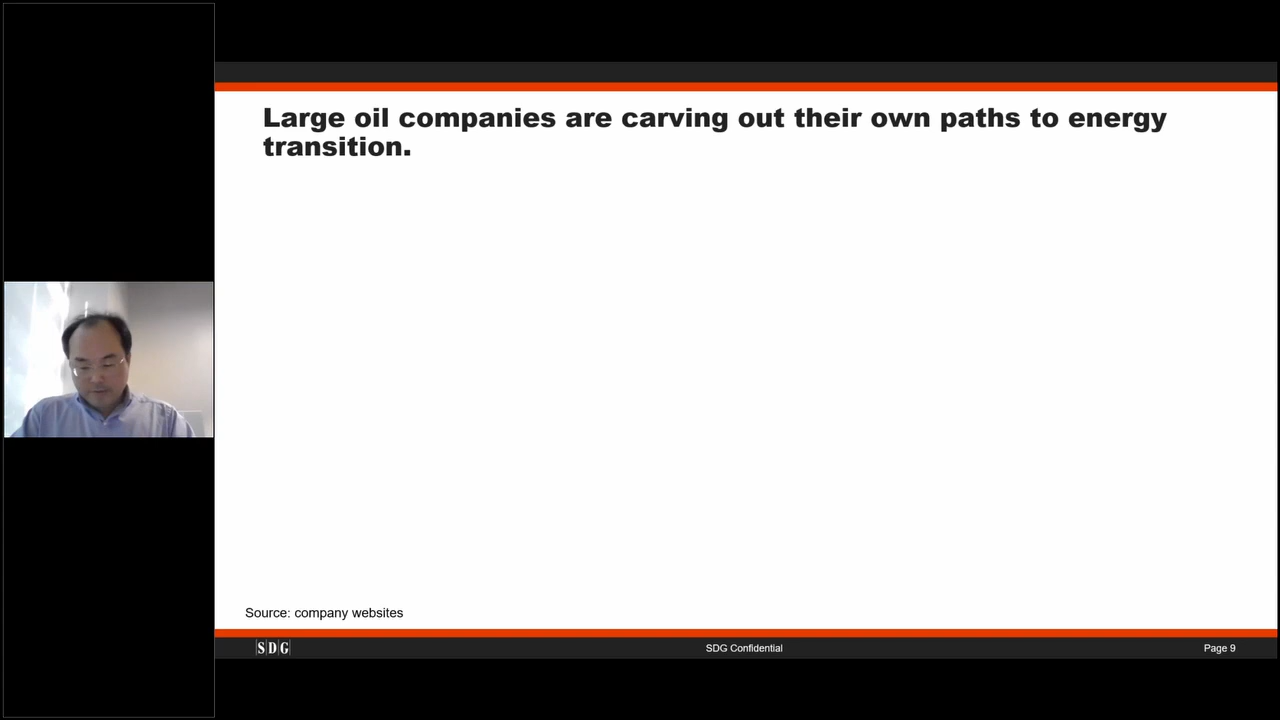 Large oil companies are carving out their own paths to energy
transition.
Source: company websites
SDG
SDG Confidential
Page 9